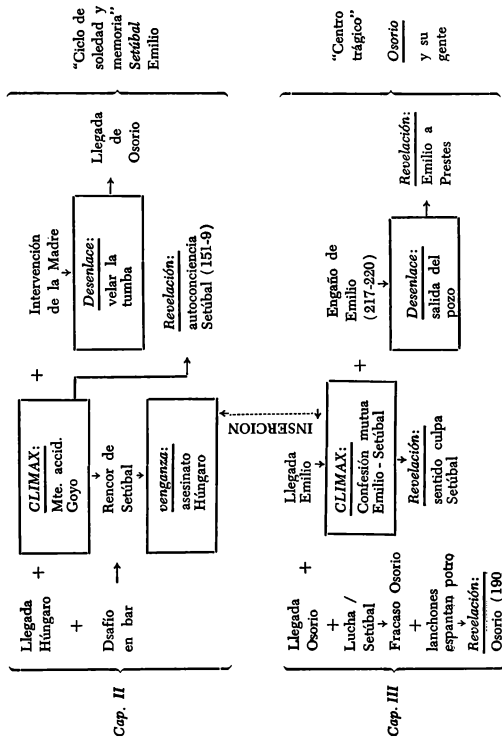 Cap. II
Llegada
Húngaro
+
Dsafío
en bar
+
CLIMAX:
Mte. accid.
Goyo
Rencor de
Setúbal
venganza:
asesinato
Húngaro
+
Intervención
de la Madre
Desenlace:
velar la
tumba
Revelación:
autoconciencia
Setúbal (151-9)
Llegada
de
Osorio
"Ciclo de
soledad y
memoria"
Setúbal
Emilio
INSERCION
Cap. III
Llegada
Osorio
+
Lucha /
Setúbal
Fracaso Osorio
+
lanchones
espantan potro
Revelación:
Osorio (190
+
Llegada
Emilio
CLIMAX:
Confesión mutua
Emilio - Setúbal
Revelación:
sentido culpa
Setúbal
+
Engaño de
Emilio
(217-220)
Desenlace:
salida del
pozo
Revelación:
Emilio a
Prestes
"Centro
trágico"
Osorio
y su
gente